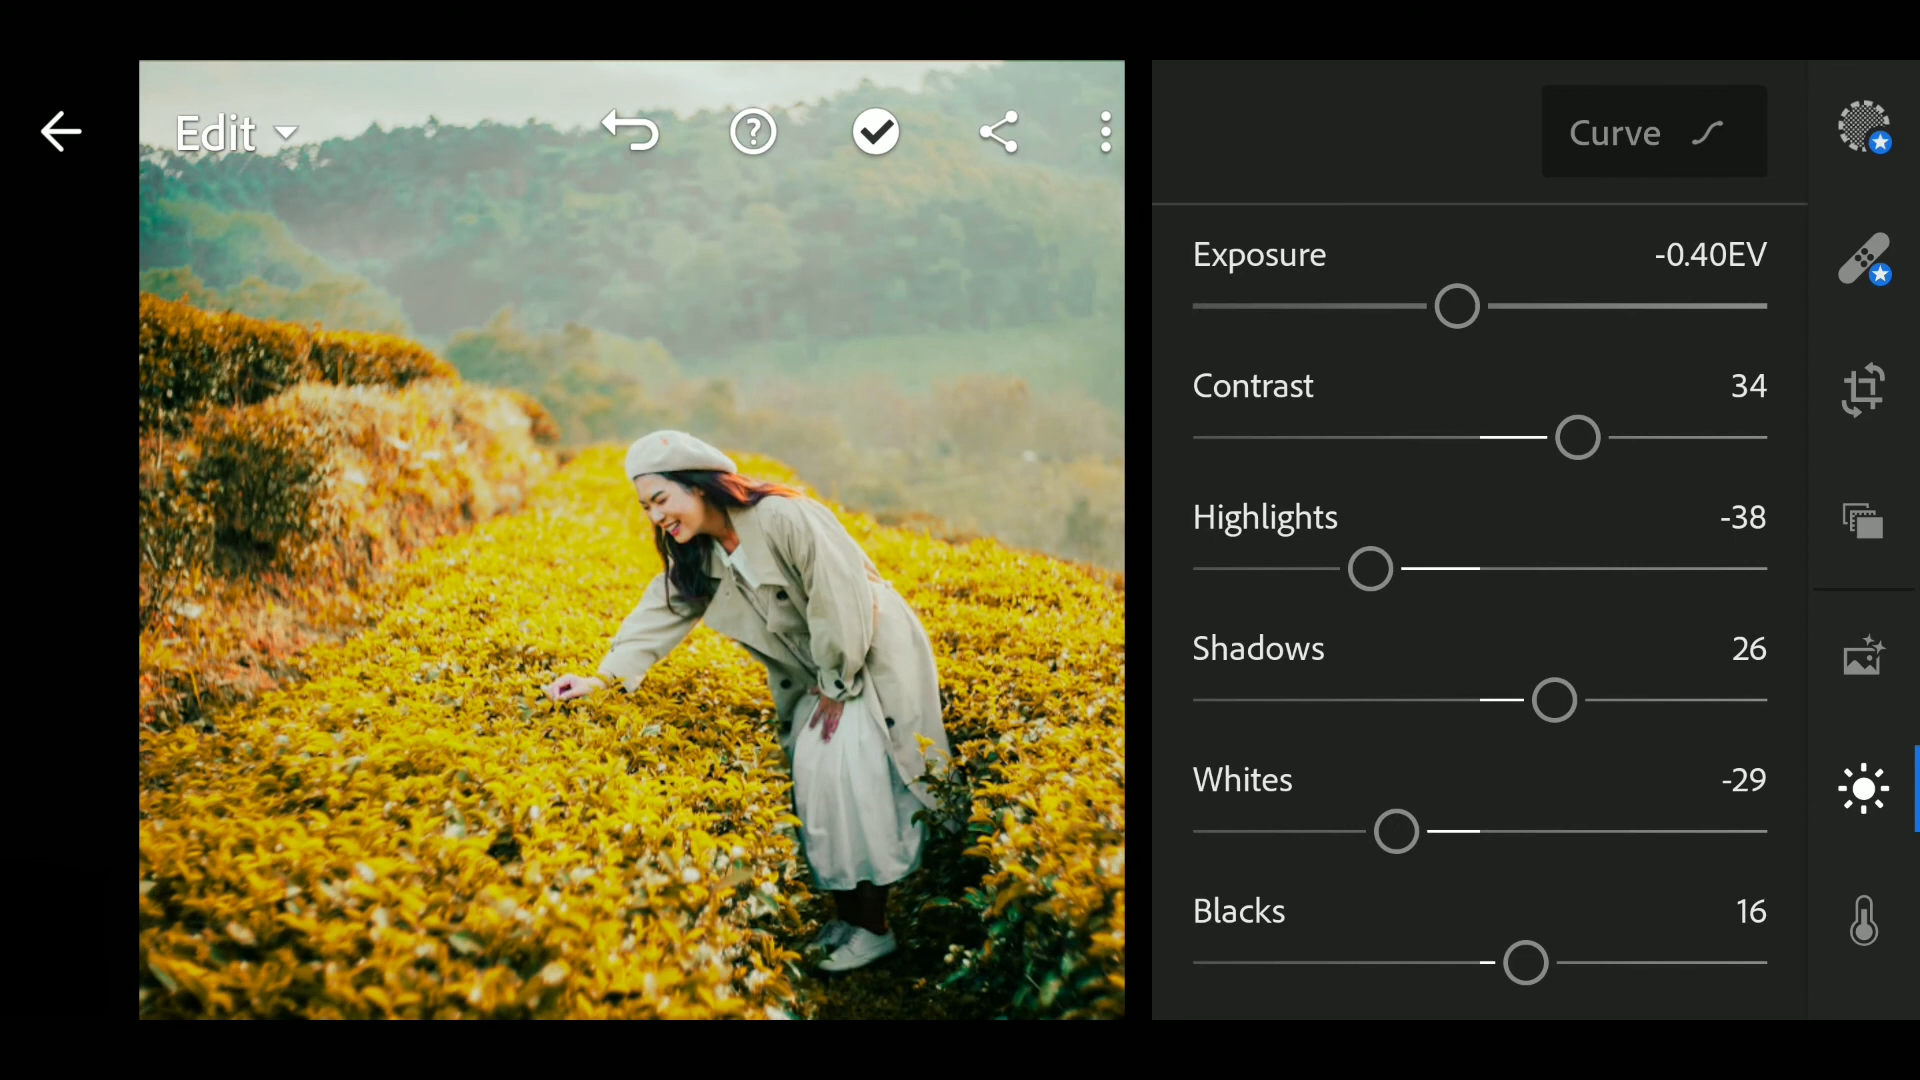 Edit
Curve
Exposure -0.40EV
Contrast 34
Highlights -38
Shadows 26
Whites -29
Blacks 16